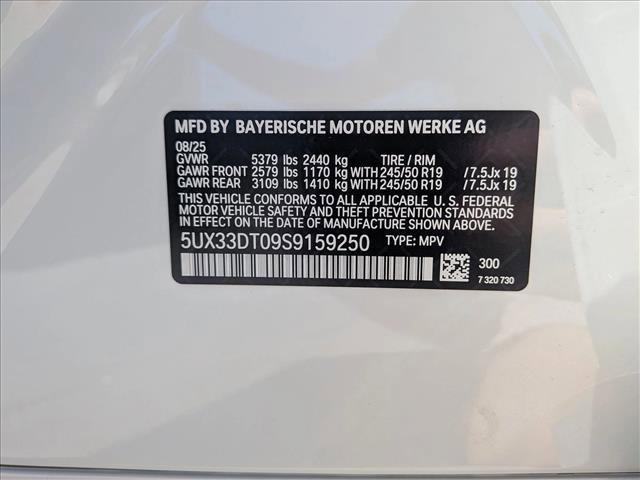 MFD BY BAYERISCHE MOTOREN WERKE AG
08/25
GVWR 5379 lbs 2440 kg TIRE / RIM
GAWR FRONT 2579 lbs 1170 kg WITH 245/50 R19 /7.5Jx 19
GAWR REAR 3109 lbs 1410 kg WITH 245/50 R19 /7.5Jx 19
THIS VEHICLE CONFORMS TO ALL APPLICABLE U. S. FEDERAL
MOTOR VEHICLE SAFETY AND THEFT PREVENTION STANDARDS
IN EFFECT ON THE DATE OF MANUFACTURE SHOWN ABOVE.
5UX33DT09S9159250 TYPE: MPV
300
7 320 730